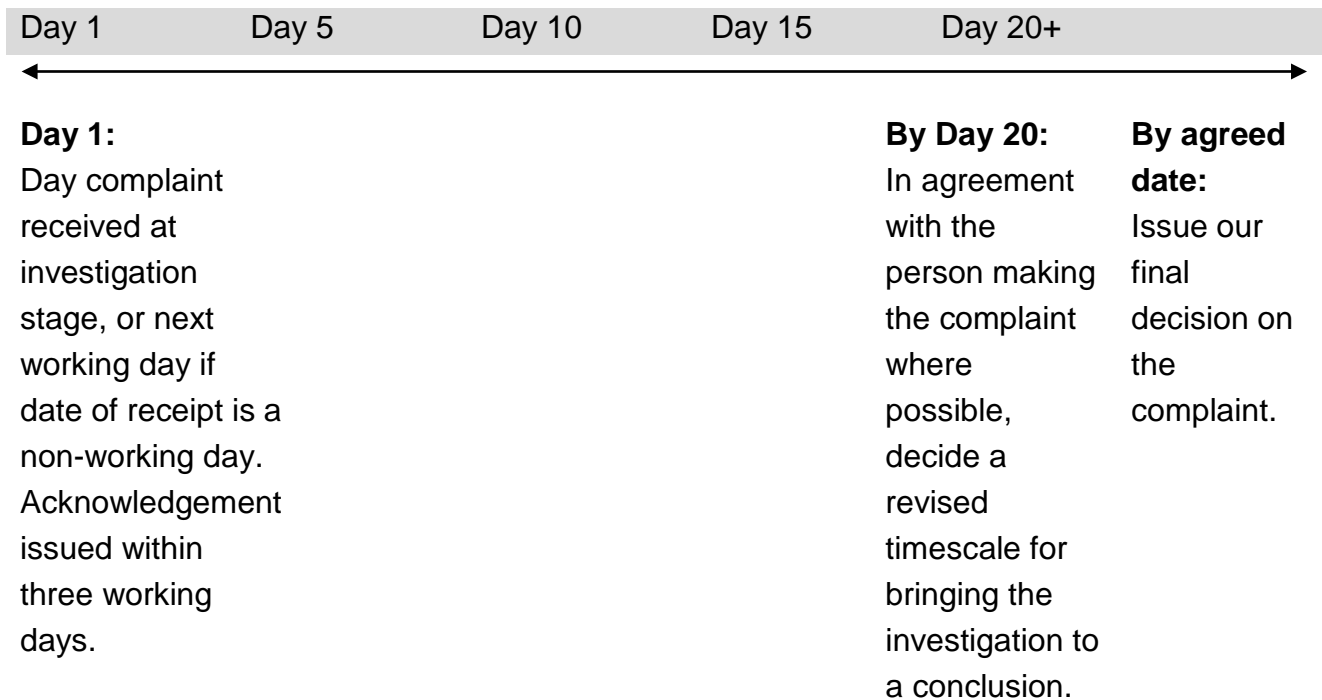 Day 1 Day 5 Day 10 Day 15 Day 20+
Day 1:
Day complaint
received at
investigation
stage, or next
working day if
date of receipt is a
non-working day.
Acknowledgement
issued within
three working
days.
By Day 20:
In agreement
with the
person making
the complaint
where
possible,
decide a
revised
timescale for
bringing the
investigation to
a conclusion.
By agreed
date:
Issue our
final
decision on
the
complaint.